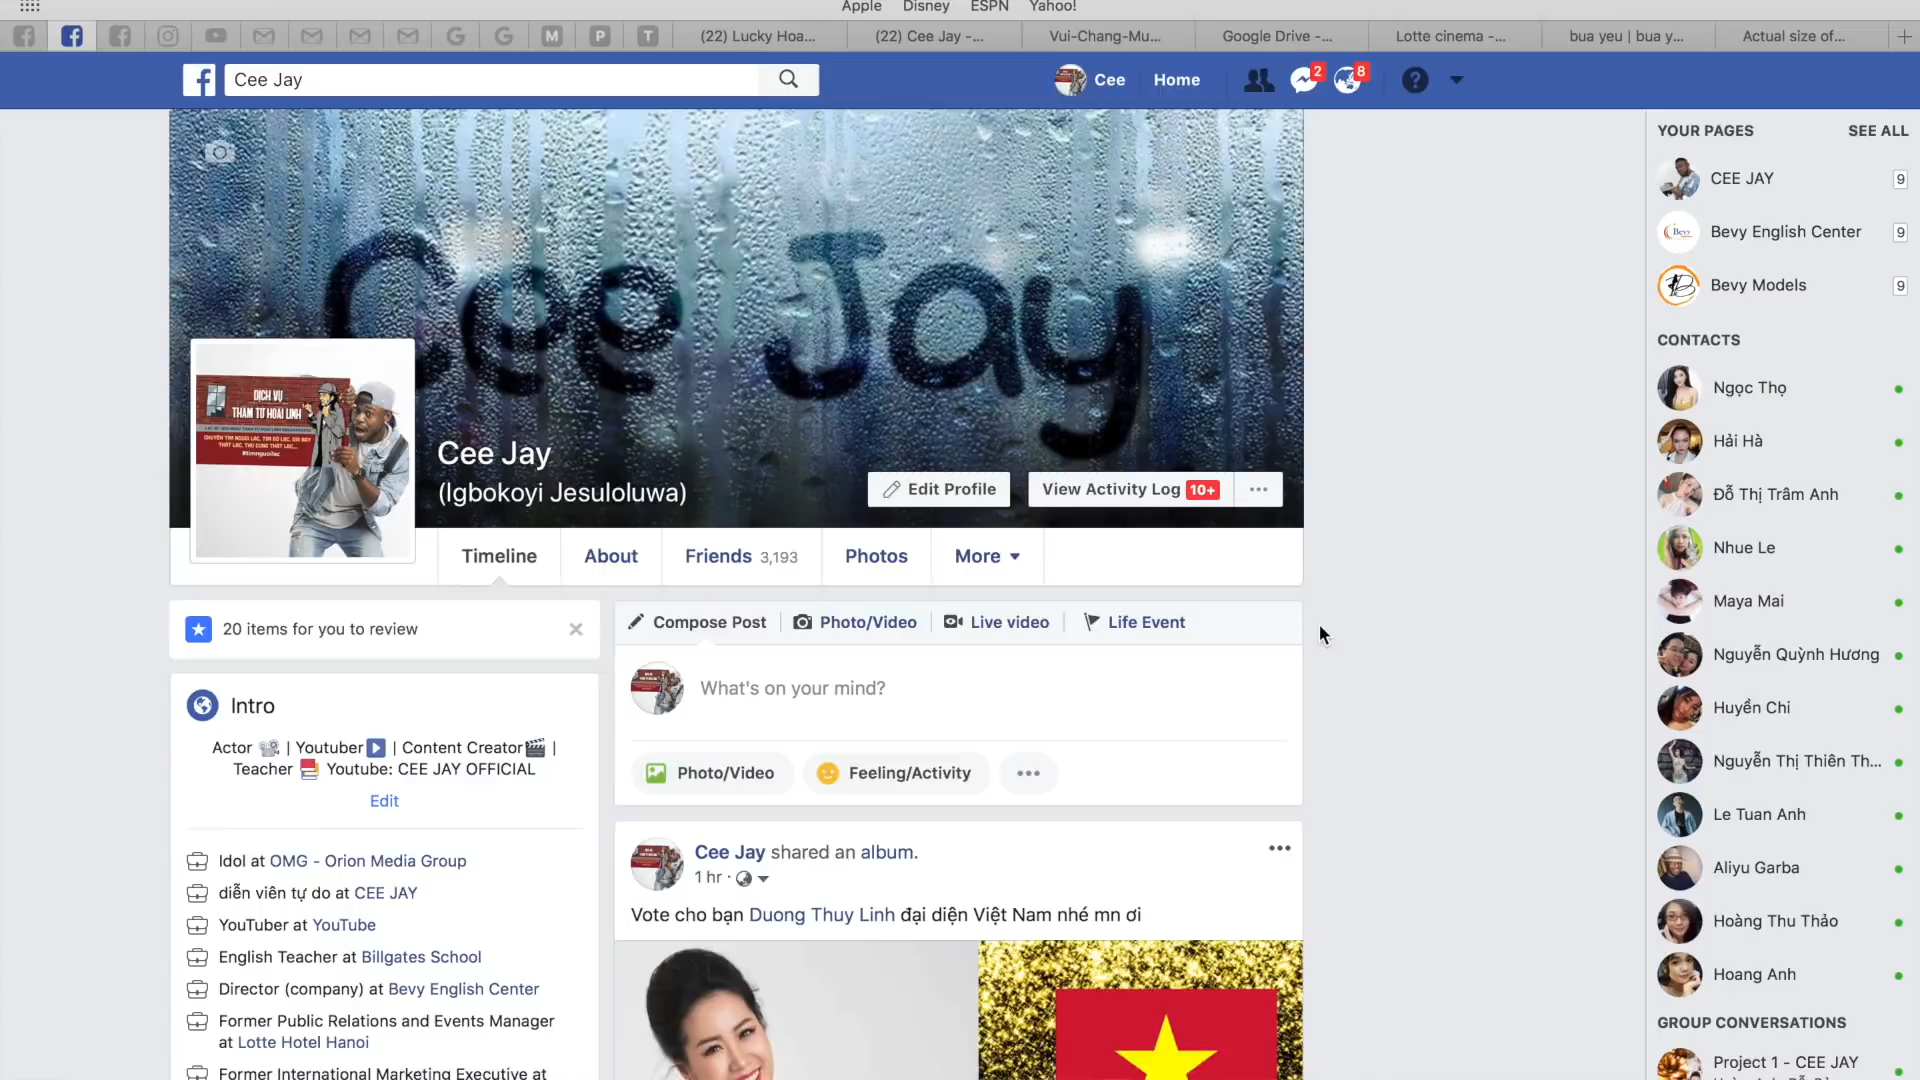 Apple Disney ESPN Yahoo!
(22) Lucky Hoa... (22) Cee Jay -... Vui-Chang-Mu... Google Drive -... Lotte cinema -... bua yeu | bua y... Actual size of...
M P T
Cee Jay
Cee Home 2 8
Cee Jay
DỊCH VỤ
THÁM TỬ HOÀI LINH
#timnguoilac
Cee Jay
(Igbokoyi Jesuloluwa)
Edit Profile
View Activity Log 10+
Timeline About Friends 3,193 Photos More
20 items for you to review
Intro
Actor | Youtuber | Content Creator |
Teacher Youtube: CEE JAY OFFICIAL
Edit
Idol at OMG - Orion Media Group
diễn viên tự do at CEE JAY
YouTuber at YouTube
English Teacher at Billgates School
Director (company) at Bevy English Center
Former Public Relations and Events Manager
at Lotte Hotel Hanoi
Former International Marketing Executive at
Compose Post Photo/Video Live video Life Event
What's on your mind?
Photo/Video Feeling/Activity
Cee Jay shared an album.
1 hr ·
Vote cho bạn Duong Thuy Linh đại diện Việt Nam nhé mn ơi
YOUR PAGES SEE ALL
CEE JAY 9
Bevy English Center 9
Bevy Models 9
CONTACTS
Ngọc Thọ
Hải Hà
Đỗ Thị Trâm Anh
Nhue Le
Maya Mai
Nguyễn Quỳnh Hương
Huyền Chi
Nguyễn Thị Thiên Th...
Le Tuan Anh
Aliyu Garba
Hoàng Thu Thảo
Hoang Anh
GROUP CONVERSATIONS
Project 1 - CEE JAY